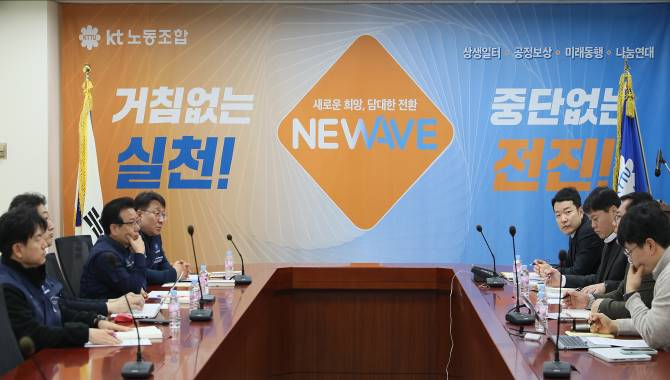 kt 노동조합
상생일터 공정보상 미래동행 나눔연대
거침없는
실천!
새로운 희망, 담대한 전환
NEWAVE
중단없는
전진!
KTTU